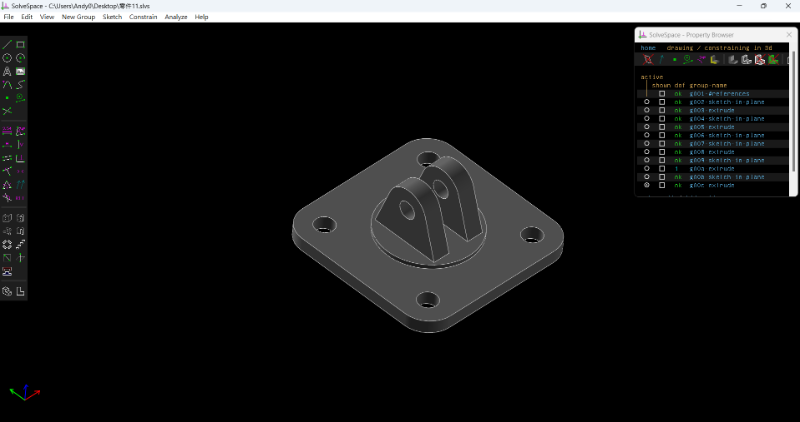 SolveSpace - C:\Users\Andy8\Desktop\零件11.slvs
File Edit View New Group Sketch Constrain Analyze Help
SolveSpace - Property Browser
home drawing / constraining in 3d
active
shown dof group-name
g001-#references
ok g002-sketch-in-plane
ok g003-extrude
ok g004-sketch-in-plane
ok g005-extrude
ok g006-sketch-in-plane
ok g007-sketch-in-plane
ok g008-extrude
ok g009-sketch-in-plane
1 g00a-extrude
ok g00b-sketch-in-plane
ok g00c-extrude